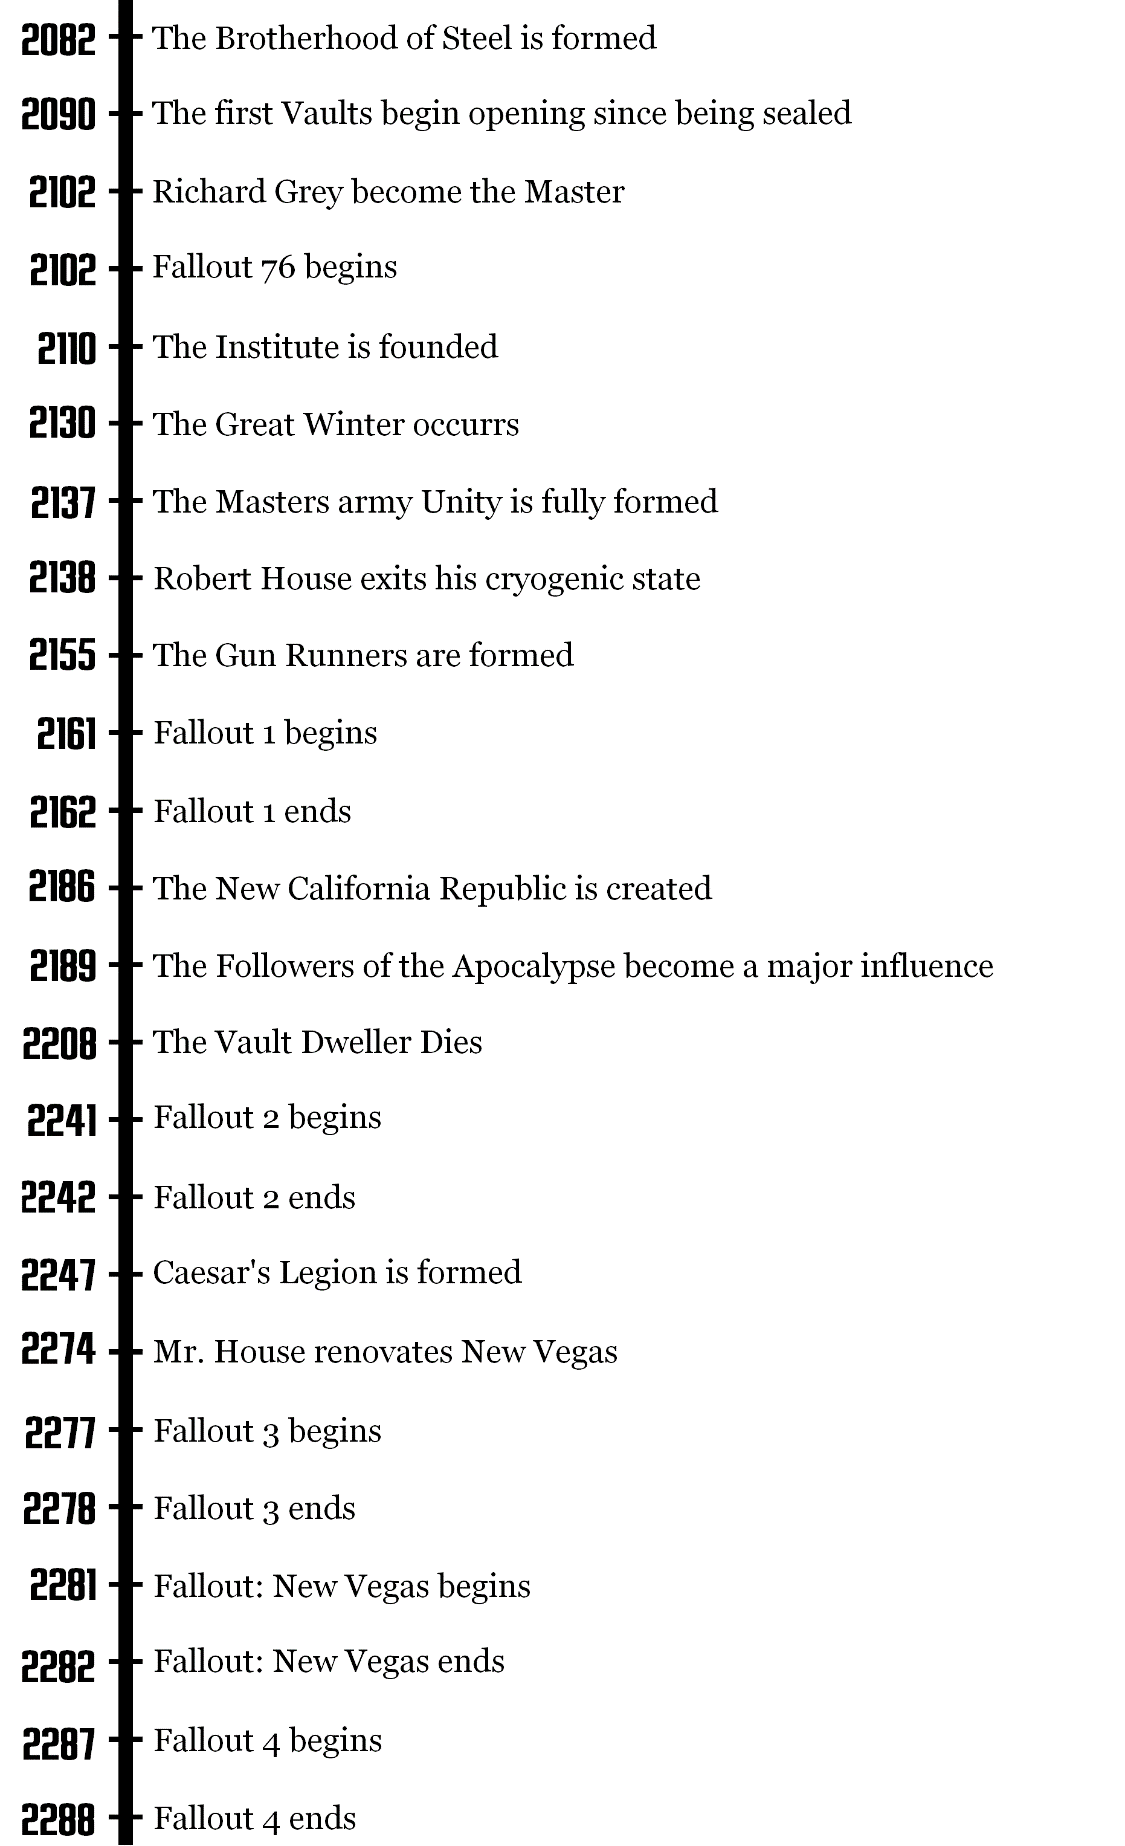 2082 The Brotherhood of Steel is formed
2090 The first Vaults begin opening since being sealed
2102 Richard Grey become the Master
2102 Fallout 76 begins
2110 The Institute is founded
2130 The Great Winter occurrs
2137 The Masters army Unity is fully formed
2138 Robert House exits his cryogenic state
2155 The Gun Runners are formed
2161 Fallout 1 begins
2162 Fallout 1 ends
2186 The New California Republic is created
2189 The Followers of the Apocalypse become a major influence
2208 The Vault Dweller Dies
2241 Fallout 2 begins
2242 Fallout 2 ends
2247 Caesar's Legion is formed
2274 Mr. House renovates New Vegas
2277 Fallout 3 begins
2278 Fallout 3 ends
2281 Fallout: New Vegas begins
2282 Fallout: New Vegas ends
2287 Fallout 4 begins
2288 Fallout 4 ends